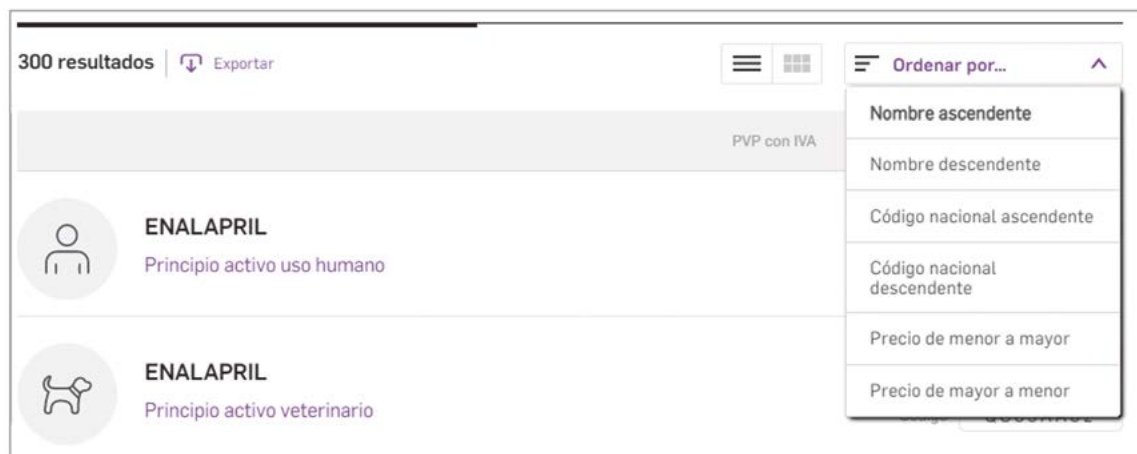 300 resultados
Exportar
Ordenar por...
Nombre ascendente
PVP con IVA
Nombre descendente
Código nacional ascendente
ENALAPRIL
Principio activo uso humano
Código nacional
descendente
Precio de menor a mayor
ENALAPRIL
Principio activo veterinario
Precio de mayor a menor